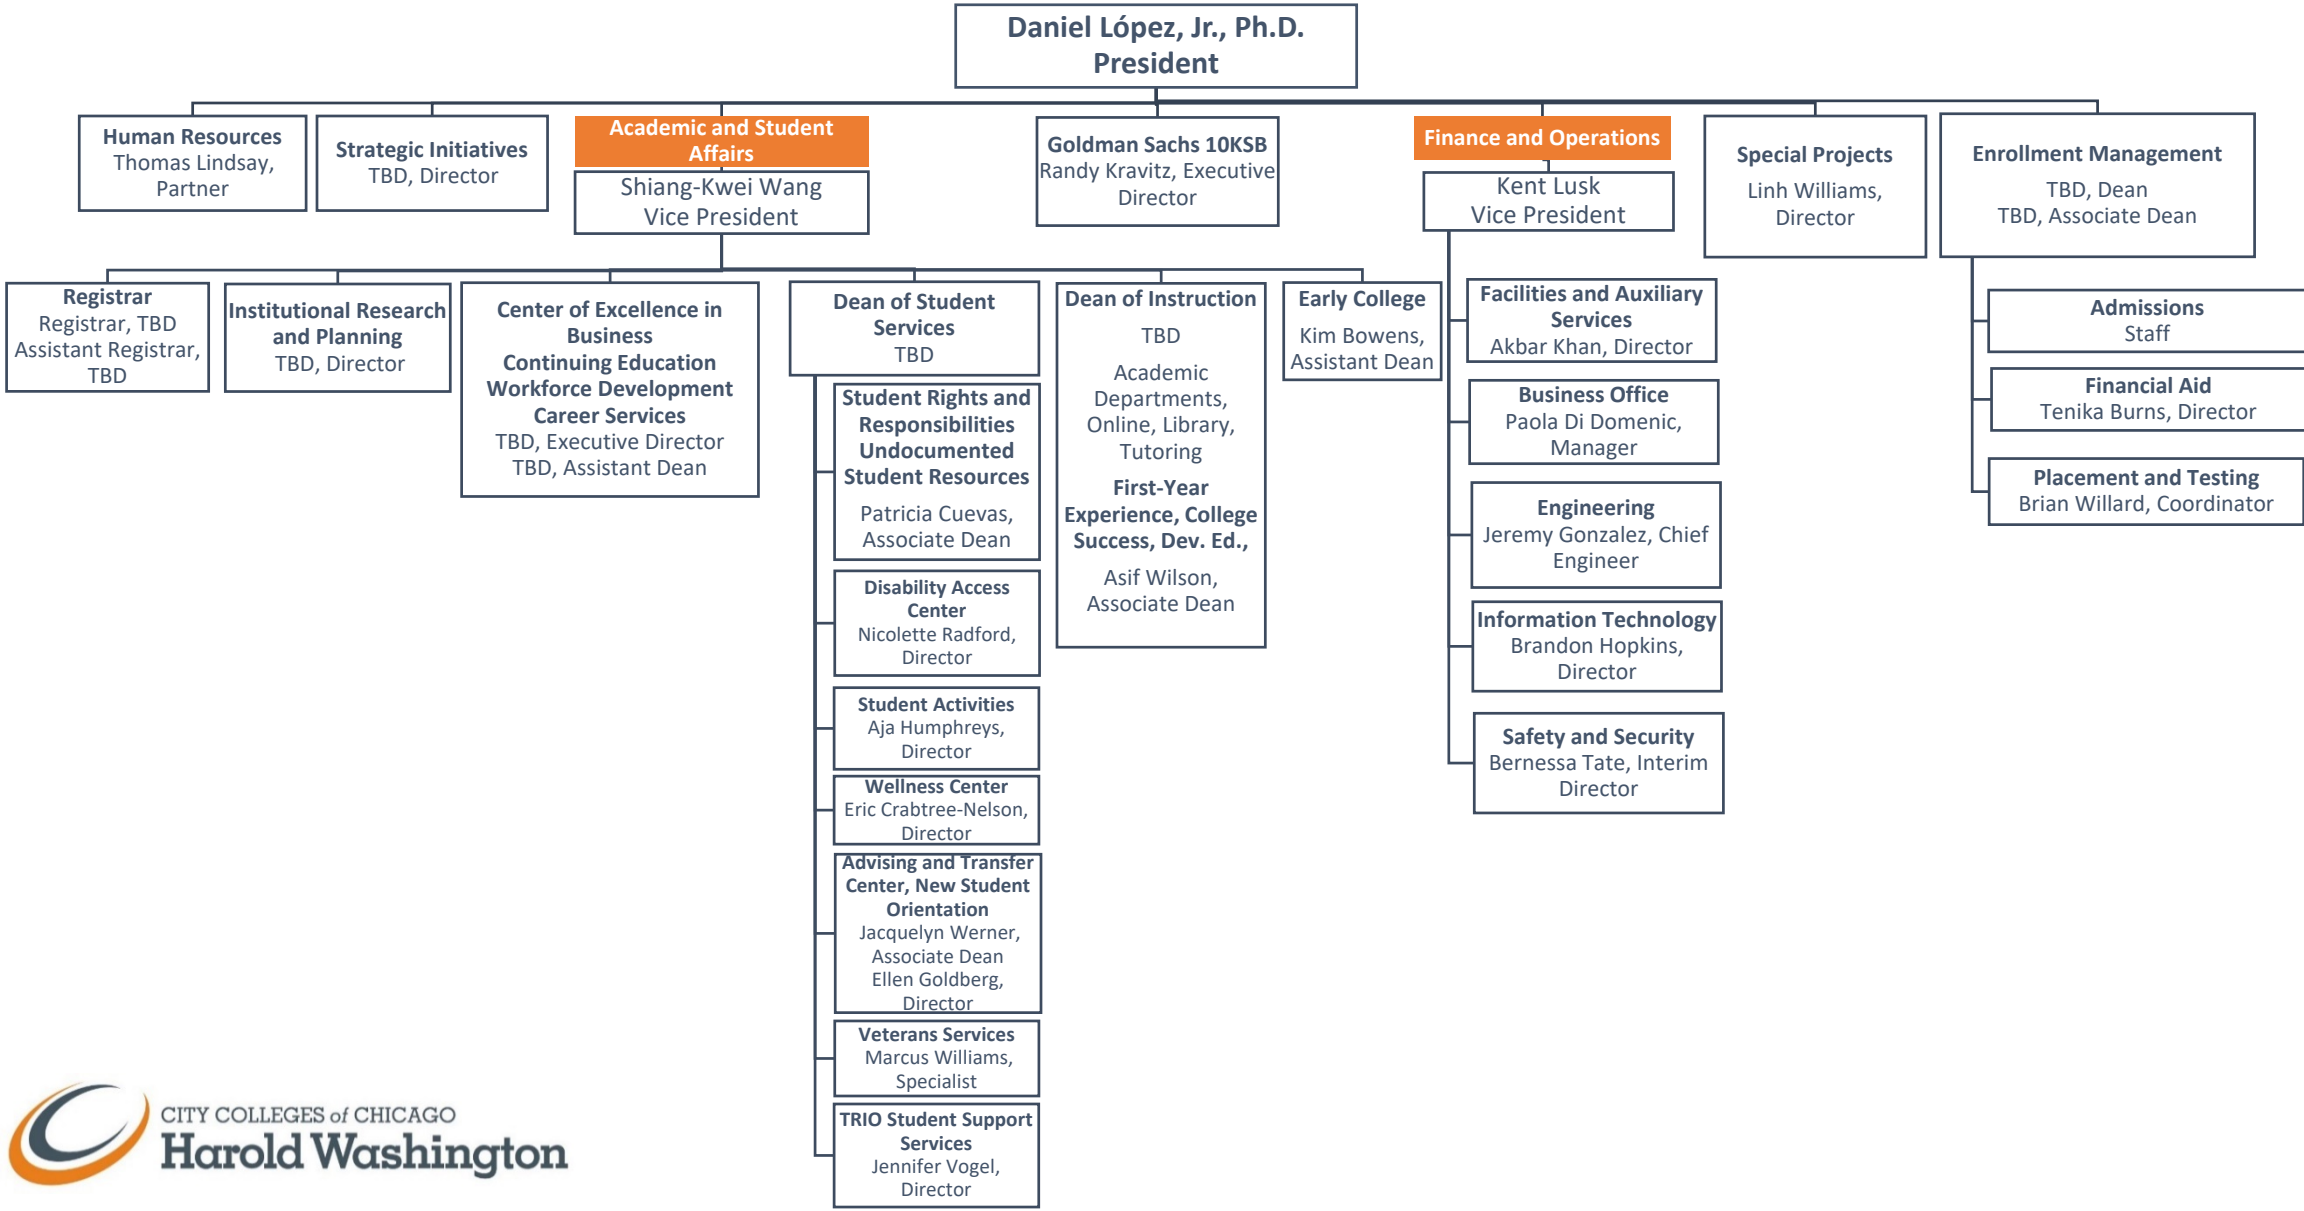 Daniel López, Jr., Ph.D.
President
Human Resources
Thomas Lindsay,
Partner
Strategic Initiatives
TBD, Director
Academic and Student
Affairs
Shiang-Kwei Wang
Vice President
Goldman Sachs 10KSB
Randy Kravitz, Executive
Director
Finance and Operations
Kent Lusk
Vice President
Special Projects
Linh Williams,
Director
Enrollment Management
TBD, Dean
TBD, Associate Dean
Registrar
Registrar, TBD
Assistant Registrar,
TBD
Institutional Research
and Planning
TBD, Director
Center of Excellence in
Business
Continuing Education
Workforce Development
Career Services
TBD, Executive Director
TBD, Assistant Dean
Dean of Student
Services
TBD
Student Rights and
Responsibilities
Undocumented
Student Resources
Patricia Cuevas,
Associate Dean
Disability Access
Center
Nicolette Radford,
Director
Student Activities
Aja Humphreys,
Director
Wellness Center
Eric Crabtree-Nelson,
Director
Advising and Transfer
Center, New Student
Orientation
Jacquelyn Werner,
Associate Dean
Ellen Goldberg,
Director
Veterans Services
Marcus Williams,
Specialist
TRIO Student Support
Services
Jennifer Vogel,
Director
Dean of Instruction
TBD
Academic
Departments,
Online, Library,
Tutoring
First-Year
Experience, College
Success, Dev. Ed.,
Asif Wilson,
Associate Dean
Early College
Kim Bowens,
Assistant Dean
Facilities and Auxiliary
Services
Akbar Khan, Director
Business Office
Paola Di Domenic,
Manager
Engineering
Jeremy Gonzalez, Chief
Engineer
Information Technology
Brandon Hopkins,
Director
Safety and Security
Bernessa Tate, Interim
Director
Admissions
Staff
Financial Aid
Tenika Burns, Director
Placement and Testing
Brian Willard, Coordinator
CITY COLLEGES of CHICAGO
Harold Washington